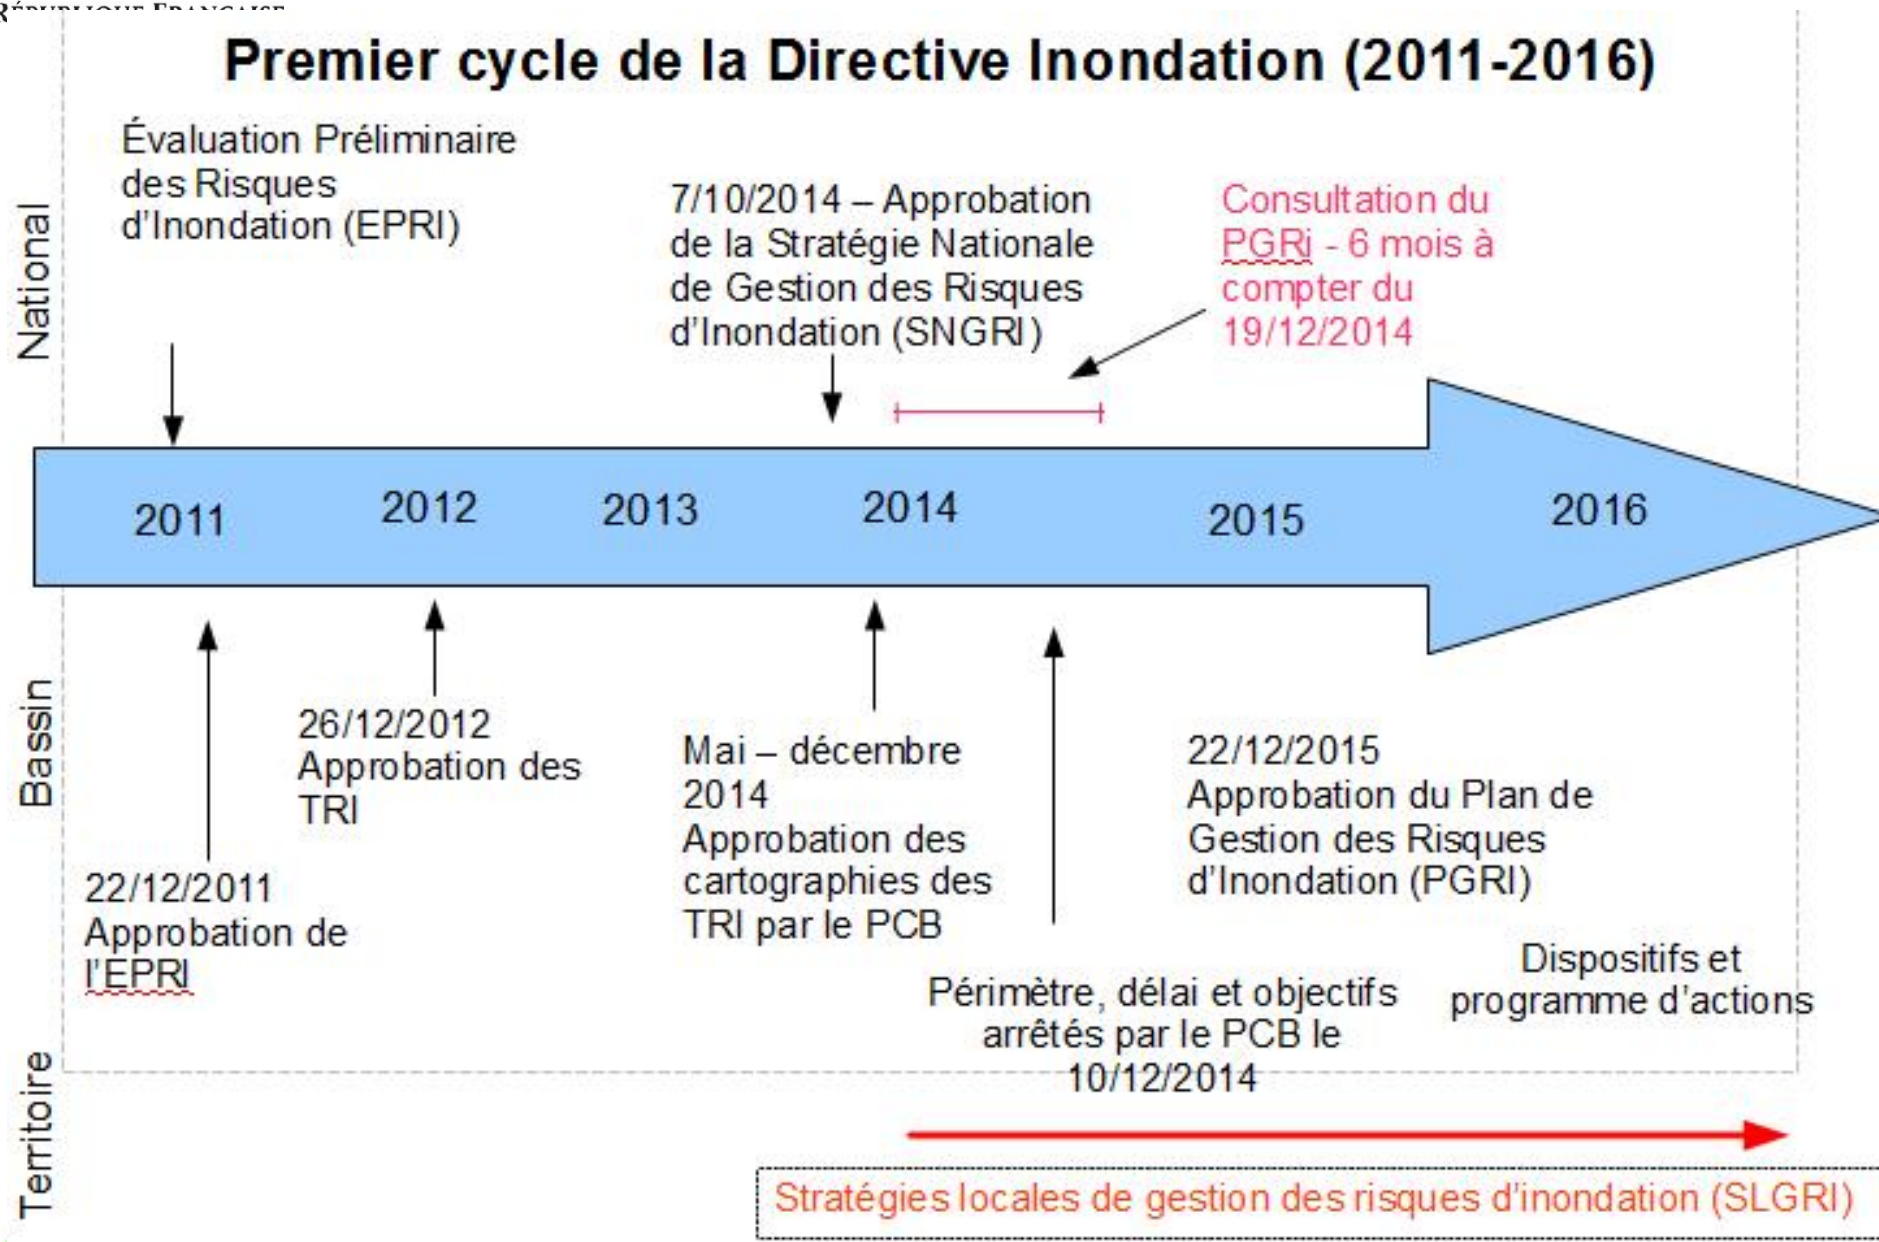 RÉPUBLIQUE FRANÇAISE
Premier cycle de la Directive Inondation (2011-2016)
National
Évaluation Préliminaire
des Risques
d'Inondation (EPRI)
7/10/2014 – Approbation
de la Stratégie Nationale
de Gestion des Risques
d'Inondation (SNGRI)
Consultation du
PGRi - 6 mois à
compter du
19/12/2014
2011
2012
2013
2014
2015
2016
Bassin
22/12/2011
Approbation de
l'EPRI
26/12/2012
Approbation des
TRI
Mai – décembre
2014
Approbation des
cartographies des
TRI par le PCB
22/12/2015
Approbation du Plan de
Gestion des Risques
d'Inondation (PGRI)
Périmètre, délai et objectifs
arrêtés par le PCB le
10/12/2014
Dispositifs et
programme d'actions
Territoire
Stratégies locales de gestion des risques d'inondation (SLGRI)